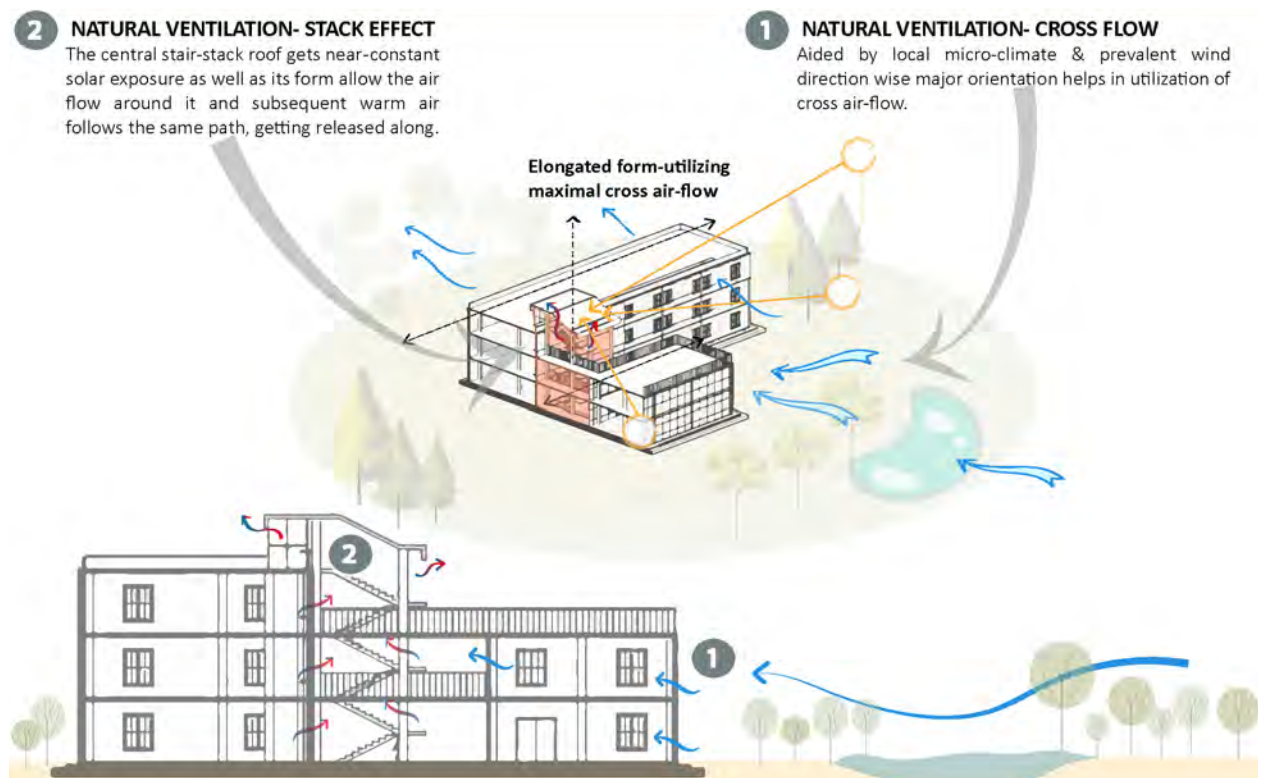 2 NATURAL VENTILATION- STACK EFFECT
The central stair-stack roof gets near-constant
solar exposure as well as its form allow the air
flow around it and subsequent warm air
follows the same path, getting released along.
1 NATURAL VENTILATION- CROSS FLOW
Aided by local micro-climate & prevalent wind
direction wise major orientation helps in utilization of
cross air-flow.
Elongated form-utilizing
maximal cross air-flow
2
1